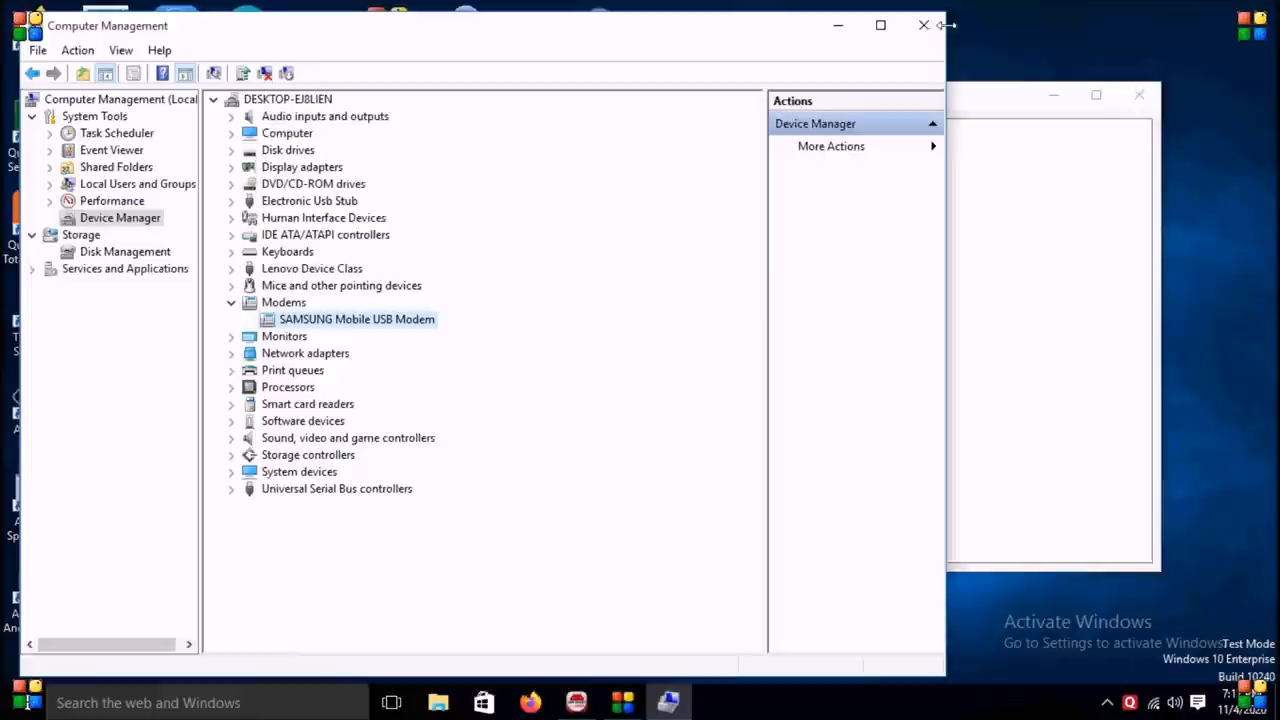 Computer Management
File Action View Help
Computer Management (Local
System Tools
Task Scheduler
Event Viewer
Shared Folders
Local Users and Groups
Performance
Device Manager
Storage
Disk Management
Services and Applications
DESKTOP-EJ8LIEN
Audio inputs and outputs
Computer
Disk drives
Display adapters
DVD/CD-ROM drives
Electronic Usb Stub
Human Interface Devices
IDE ATA/ATAPI controllers
Keyboards
Lenovo Device Class
Mice and other pointing devices
Modems
SAMSUNG Mobile USB Modem
Monitors
Network adapters
Print queues
Processors
Smart card readers
Software devices
Sound, video and game controllers
Storage controllers
System devices
Universal Serial Bus controllers
Actions
Device Manager
More Actions
Activate Windows
Go to Settings to activate Windows
Test Mode
Windows 10 Enterprise
Build 10240
Search the web and Windows